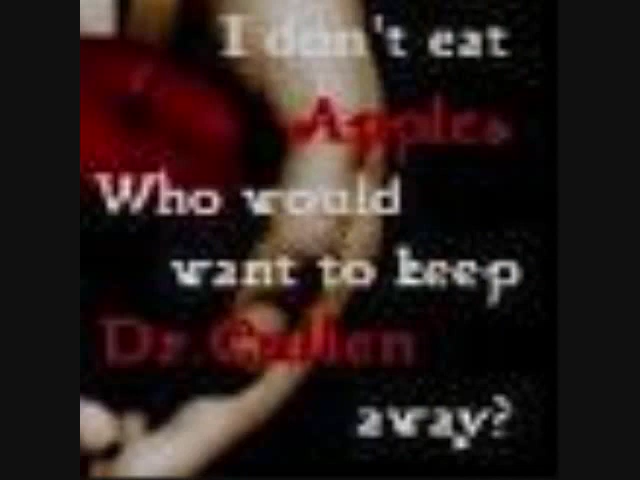 I don't eat
Apples
Who would
want to keep
Dr. Cullen
away?